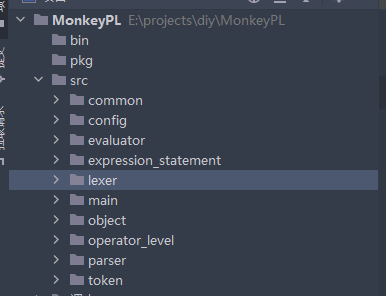 MonkeyPL E:\projects\diy\MonkeyPL
bin
pkg
src
common
config
evaluator
expression_statement
lexer
main
object
operator_level
parser
token